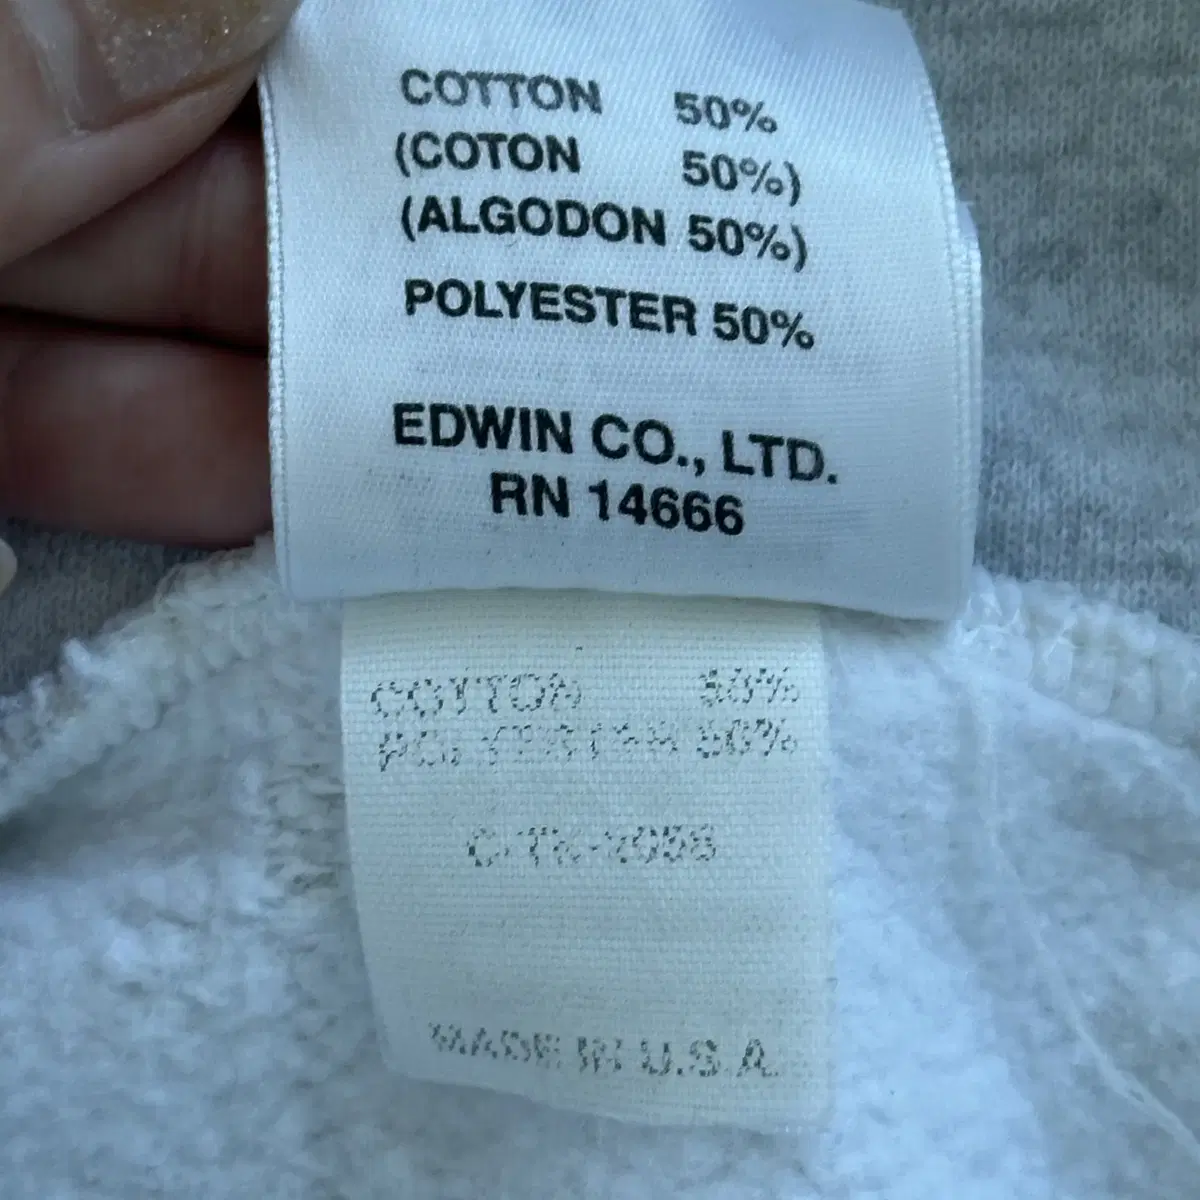 COTTON 50%
(COTON 50%)
(ALGODON 50%)
POLYESTER 50%
EDWIN CO., LTD.
RN 14666
COTTON 50%
POLYESTER 50%
MADE IN U.S.A.